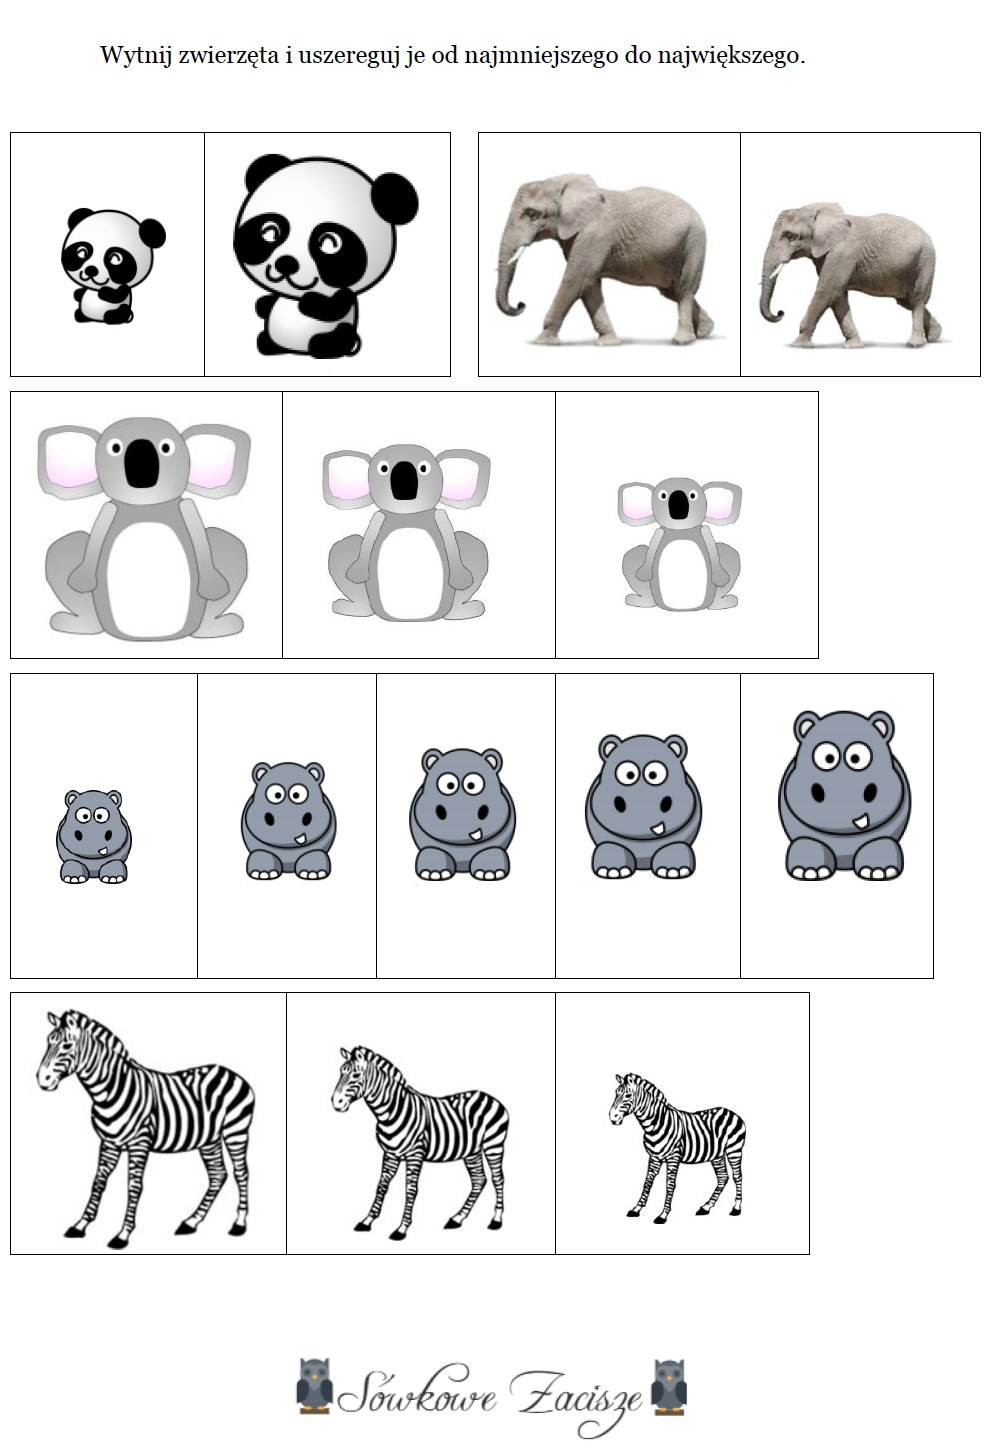 Wytnij zwierzęta i uszereguj je od najmniejszego do największego.
Sówkowe Zacisze